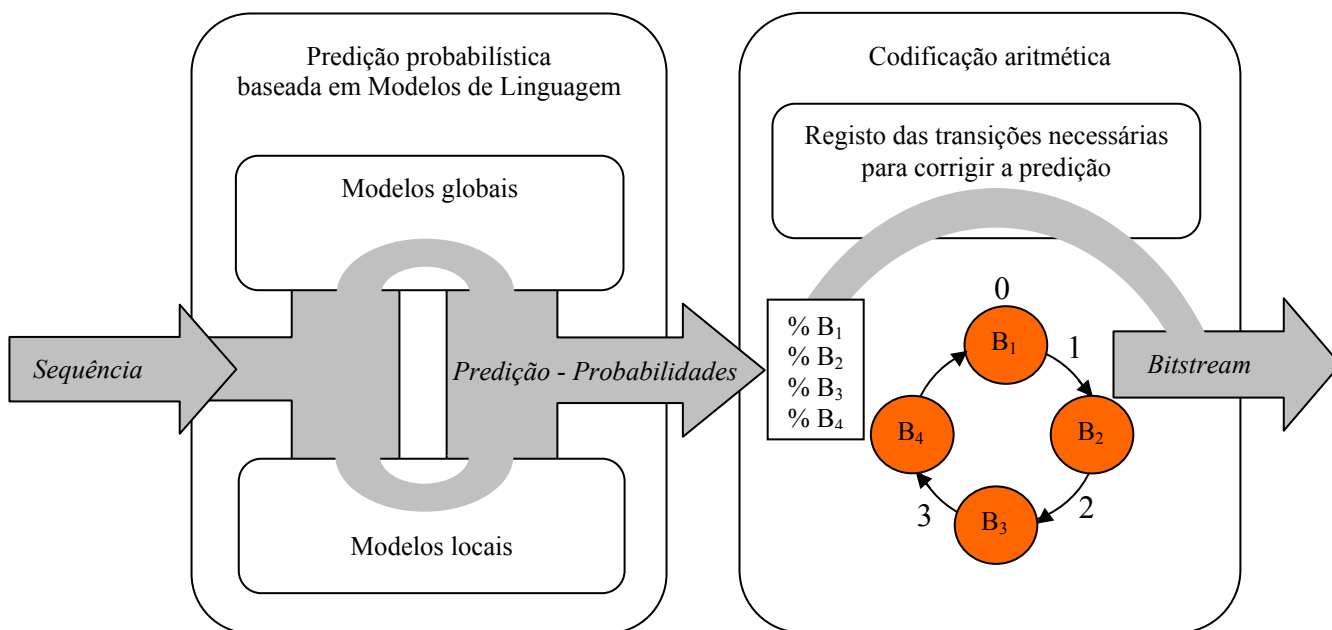 Predição probabilística
baseada em Modelos de Linguagem
Modelos globais
Sequência
Predição - Probabilidades
Modelos locais
Codificação aritmética
Registo das transições necessárias
para corrigir a predição
% B₁
% B₂
% B₃
% B₄
0
B₁
1
B₄
B₂
3
B₃
2
Bitstream